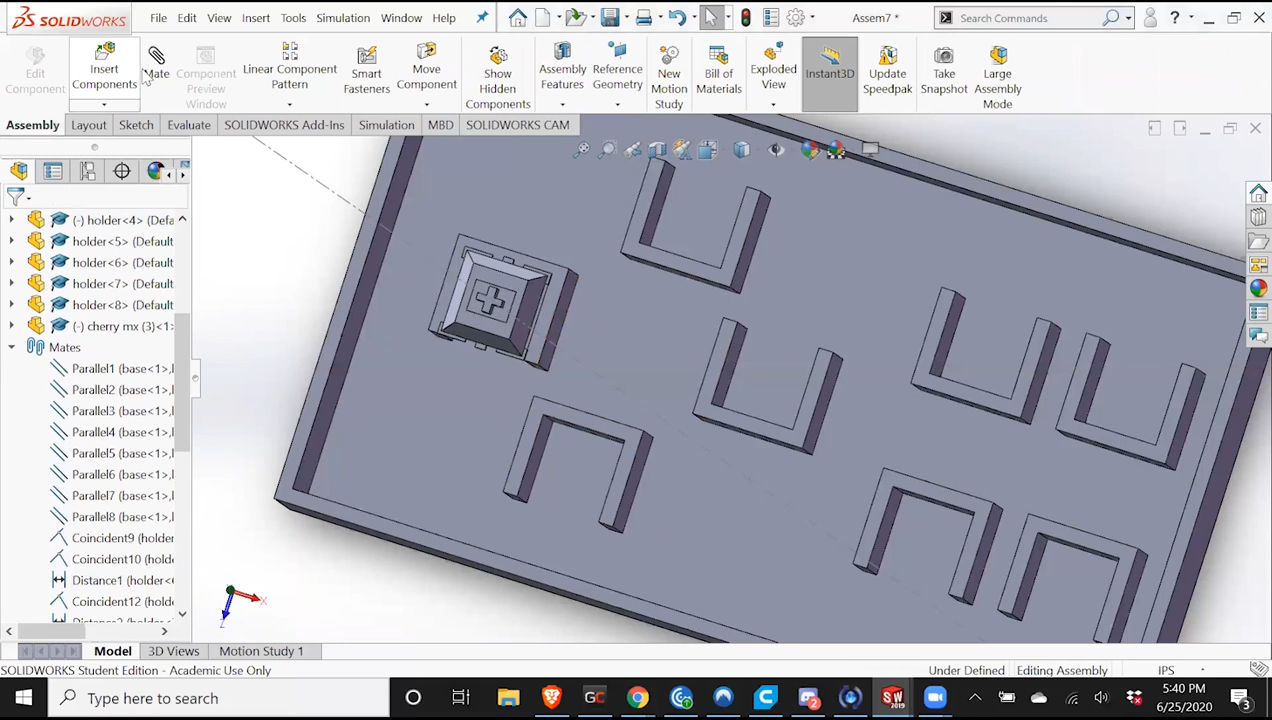 SOLIDWORKS File Edit View Insert Tools Simulation Window Help Assem7 * Search Commands ?
Edit Component
Insert Components
Mate
Component Preview Window
Linear Component Pattern
Smart Fasteners
Move Component
Show Hidden Components
Assembly Features
Reference Geometry
New Motion Study
Bill of Materials
Exploded View
Instant3D
Update Speedpak
Take Snapshot
Large Assembly Mode
Assembly Layout Sketch Evaluate SOLIDWORKS Add-Ins Simulation MBD SOLIDWORKS CAM
(-) holder<4> (Defa
holder<5> (Default
holder<6> (Default
holder<7> (Default
holder<8> (Default
(-) cherry mx (3)<1>
Mates
Parallel1 (base<1>,
Parallel2 (base<1>,
Parallel3 (base<1>,
Parallel4 (base<1>,
Parallel5 (base<1>,
Parallel6 (base<1>,
Parallel7 (base<1>,
Parallel8 (base<1>,
Coincident9 (holde
Coincident10 (hold
Distance1 (holder<
Coincident12 (hold
X
Z
Model 3D Views Motion Study 1
SOLIDWORKS Student Edition - Academic Use Only Under Defined Editing Assembly IPS
Type here to search
GC
2
SW
2019
5:40 PM
6/25/2020
3